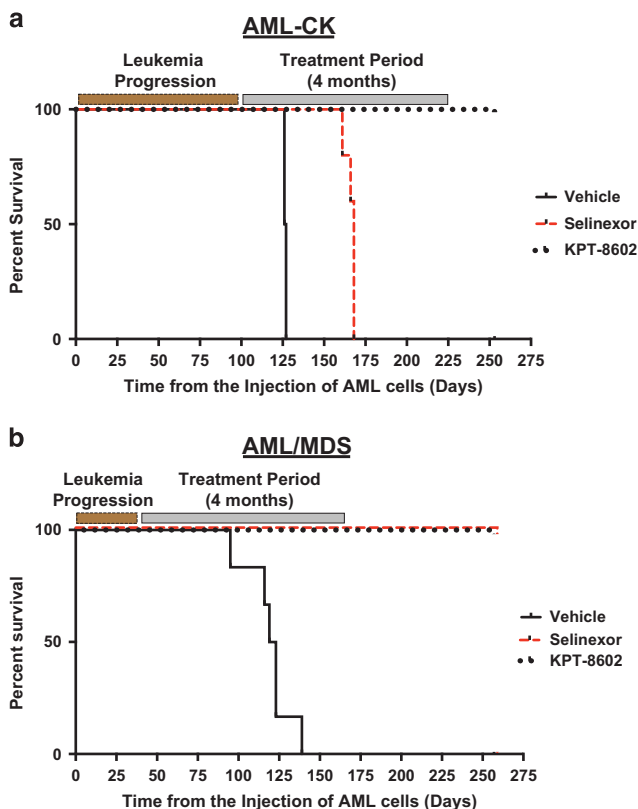 a
AML-CK
Leukemia
Progression
Treatment Period
(4 months)
100
50
0
Percent Survival
0 25 50 75 100 125 150 175 200 225 250 275
Time from the Injection of AML cells (Days)
Vehicle
Selinexor
KPT-8602
b
AML/MDS
Leukemia
Progression
Treatment Period
(4 months)
100
50
0
Percent survival
0 25 50 75 100 125 150 175 200 225 250 275
Time from the Injection of AML cells (Days)
Vehicle
Selinexor
KPT-8602